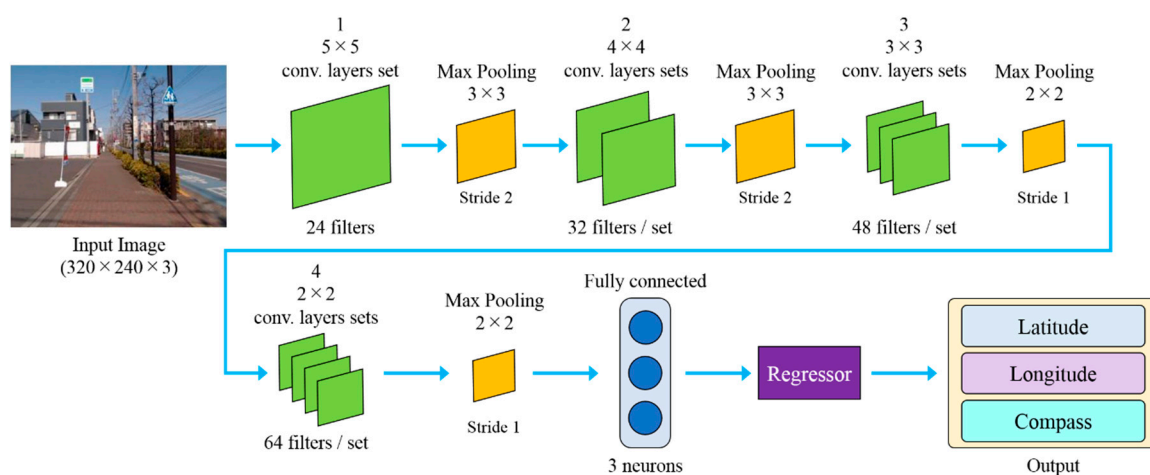 1
5 × 5
conv. layers set
24 filters
Max Pooling
3 × 3
Stride 2
2
4 × 4
conv. layers sets
32 filters / set
Max Pooling
3 × 3
Stride 2
3
3 × 3
conv. layers sets
48 filters / set
Max Pooling
2 × 2
Stride 1
Input Image
(320 × 240 × 3)
4
2 × 2
conv. layers sets
64 filters / set
Max Pooling
2 × 2
Stride 1
Fully connected
3 neurons
Regressor
Latitude
Longitude
Compass
Output